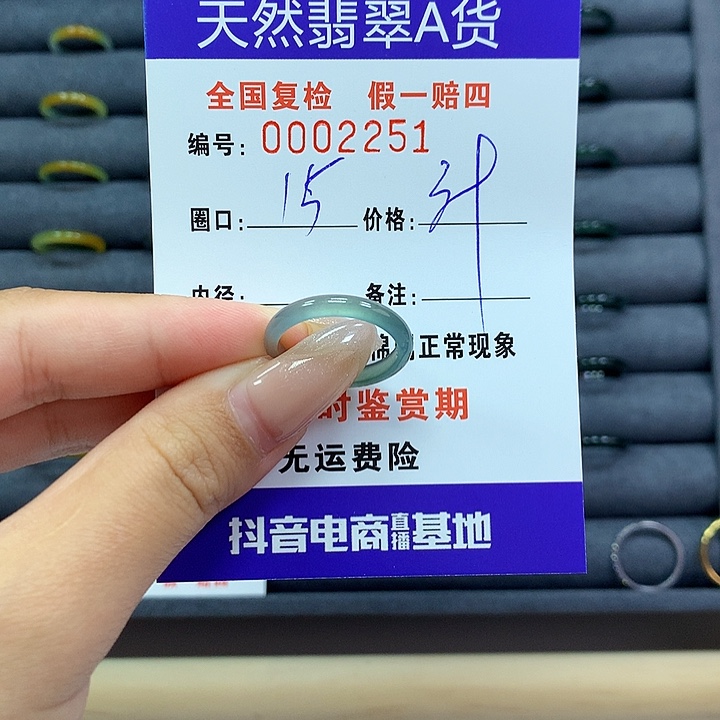 天然翡翠A货
全国复检 假一赔四
编号: 0002251
圈口: 15 价格:
内径: 备注:
正常现象
时鉴赏期
无运费险
抖音电商直播基地